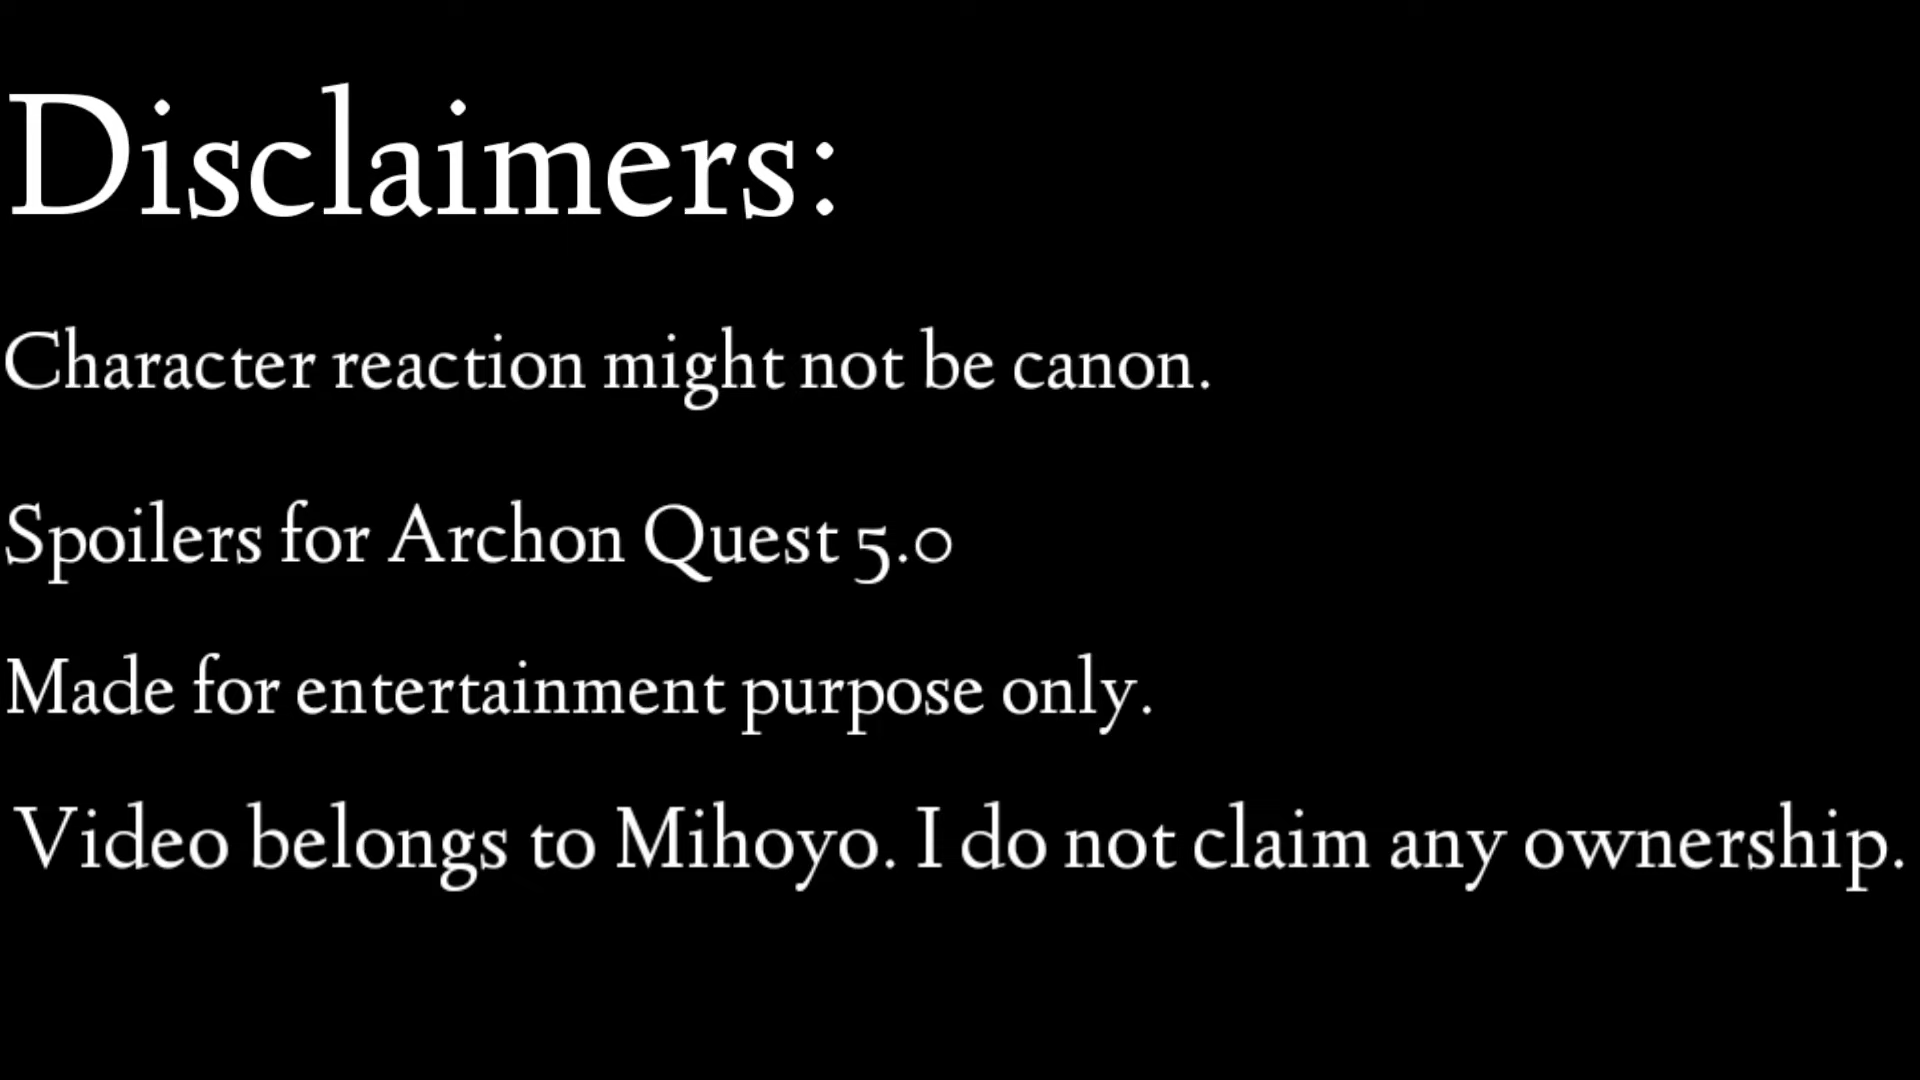 Disclaimers:
Character reaction might not be canon.
Spoilers for Archon Quest 5.0
Made for entertainment purpose only.
Video belongs to Mihoyo. I do not claim any ownership.